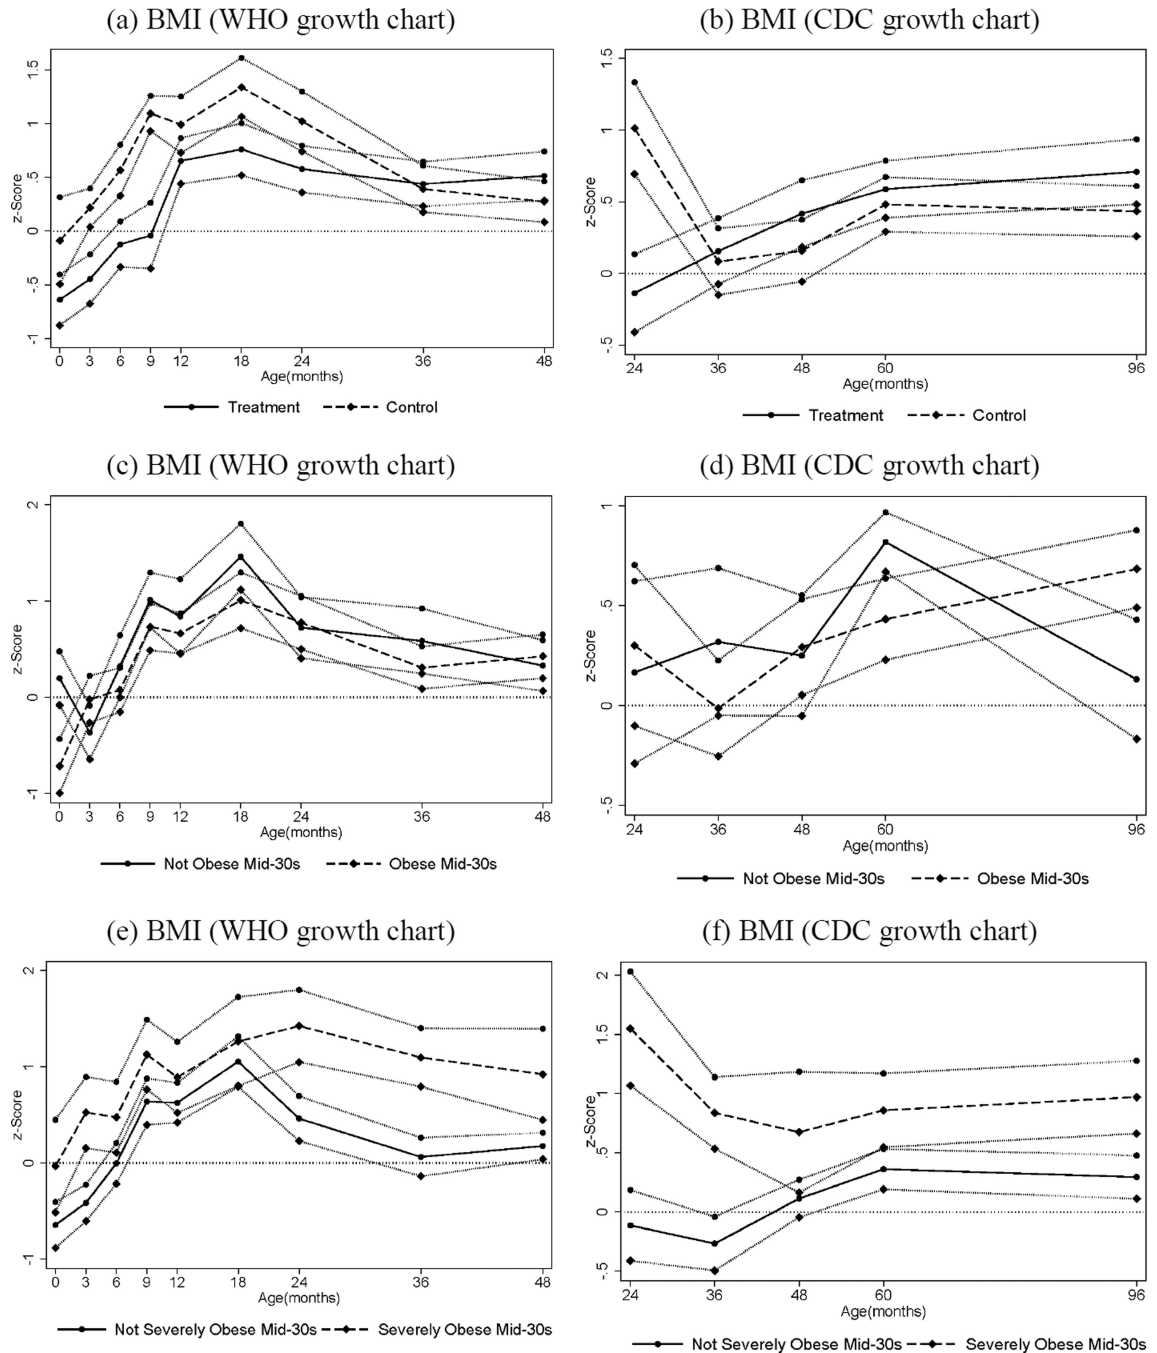 (a) BMI (WHO growth chart)
1.5
1
.5
0
-.5
-1
z-Score
0 3 6 9 12 18 24 36 48
Age(months)
Treatment Control
(b) BMI (CDC growth chart)
1.5
1
.5
0
-.5
z-Score
24 36 48 60 96
Age(months)
Treatment Control
(c) BMI (WHO growth chart)
2
1
0
-1
z-Score
0 3 6 9 12 18 24 36 48
Age(months)
Not Obese Mid-30s Obese Mid-30s
(d) BMI (CDC growth chart)
1
.5
0
-.5
z-Score
24 36 48 60 96
Age(months)
Not Obese Mid-30s Obese Mid-30s
(e) BMI (WHO growth chart)
2
1
0
-1
z-Score
0 3 6 9 12 18 24 36 48
Age(months)
Not Severely Obese Mid-30s Severely Obese Mid-30s
(f) BMI (CDC growth chart)
2
1.5
1
.5
0
-.5
z-Score
24 36 48 60 96
Age(months)
Not Severely Obese Mid-30s Severely Obese Mid-30s